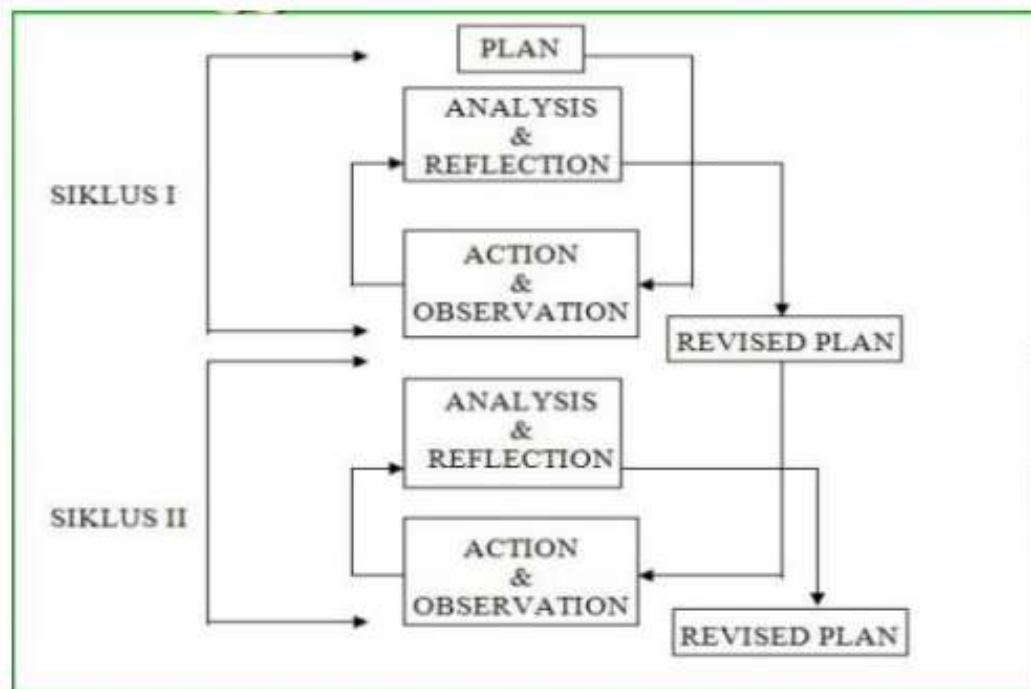 PLAN
ANALYSIS
&
REFLECTION
SIKLUS I
ACTION
&
OBSERVATION
REVISED PLAN
ANALYSIS
&
REFLECTION
SIKLUS II
ACTION
&
OBSERVATION
REVISED PLAN